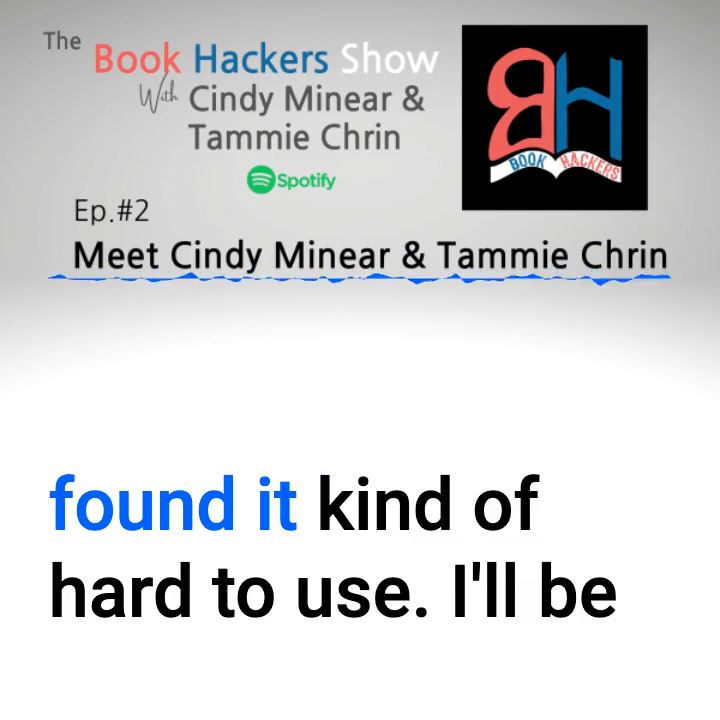 The
Book Hackers Show
With Cindy Minear &
Tammie Chrin
Spotify
BH
BOOK HACKERS
Ep.#2
Meet Cindy Minear & Tammie Chrin
found it kind of
hard to use. I'll be